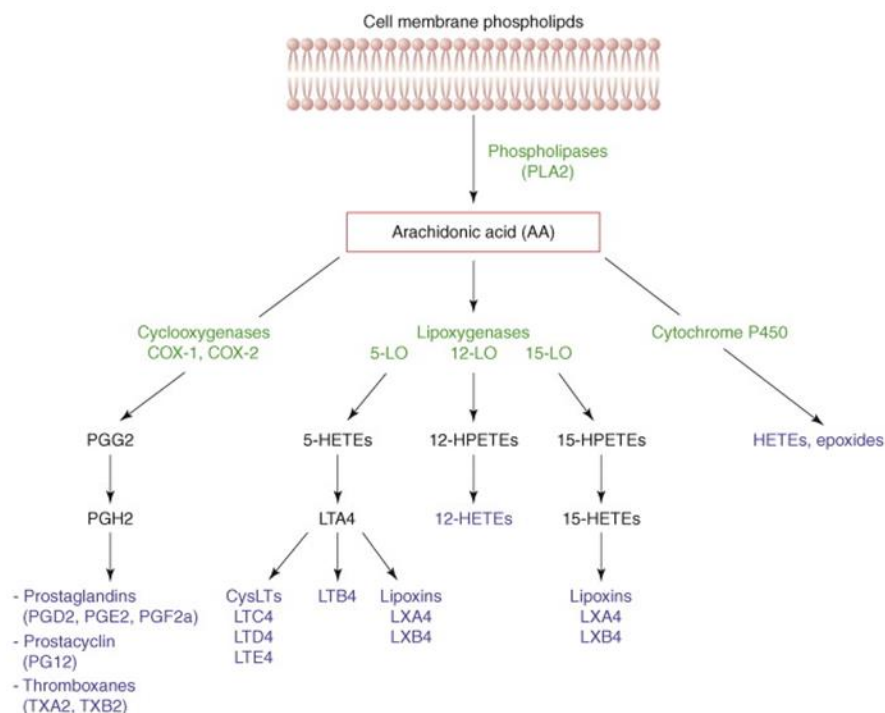 Cell membrane phospholipds
Phospholipases
(PLA2)
Arachidonic acid (AA)
Cyclooxygenases
COX-1, COX-2
Lipoxygenases
5-LO 12-LO 15-LO
Cytochrome P450
PGG2
5-HETEs
12-HPETEs
15-HPETEs
HETEs, epoxides
PGH2
LTA4
12-HETEs
15-HETEs
- Prostaglandins
(PGD2, PGE2, PGF2a)
- Prostacyclin
(PG12)
- Thromboxanes
(TXA2, TXB2)
CysLTs
LTC4
LTD4
LTE4
LTB4
Lipoxins
LXA4
LXB4
Lipoxins
LXA4
LXB4